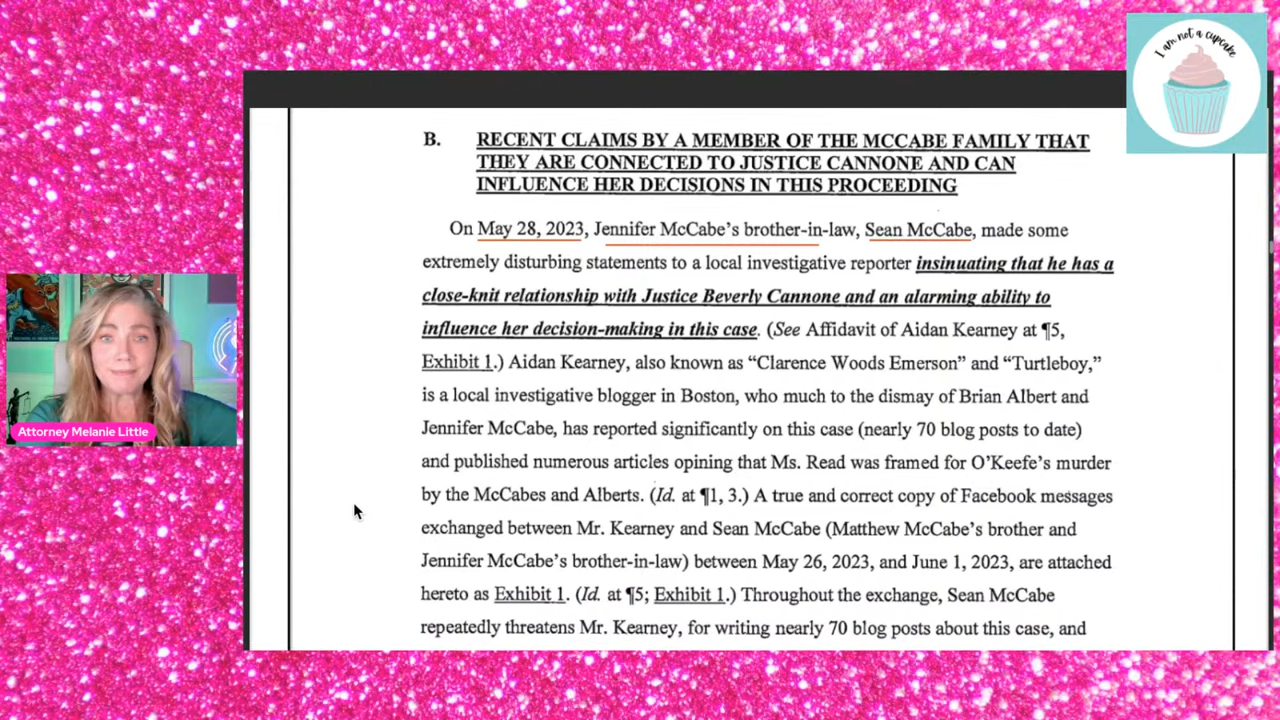 I am not a cupcake
B. RECENT CLAIMS BY A MEMBER OF THE MCCABE FAMILY THAT
THEY ARE CONNECTED TO JUSTICE CANNONE AND CAN
INFLUENCE HER DECISIONS IN THIS PROCEEDING
On May 28, 2023, Jennifer McCabe's brother-in-law, Sean McCabe, made some
extremely disturbing statements to a local investigative reporter insinuating that he has a
close-knit relationship with Justice Beverly Cannone and an alarming ability to
influence her decision-making in this case. (See Affidavit of Aidan Kearney at ¶5,
Exhibit 1.) Aidan Kearney, also known as "Clarence Woods Emerson" and "Turtleboy,"
is a local investigative blogger in Boston, who much to the dismay of Brian Albert and
Jennifer McCabe, has reported significantly on this case (nearly 70 blog posts to date)
and published numerous articles opining that Ms. Read was framed for O'Keefe's murder
by the McCabes and Alberts. (Id. at ¶1, 3.) A true and correct copy of Facebook messages
exchanged between Mr. Kearney and Sean McCabe (Matthew McCabe's brother and
Jennifer McCabe's brother-in-law) between May 26, 2023, and June 1, 2023, are attached
hereto as Exhibit 1. (Id. at ¶5; Exhibit 1.) Throughout the exchange, Sean McCabe
repeatedly threatens Mr. Kearney, for writing nearly 70 blog posts about this case, and
Attorney Melanie Little